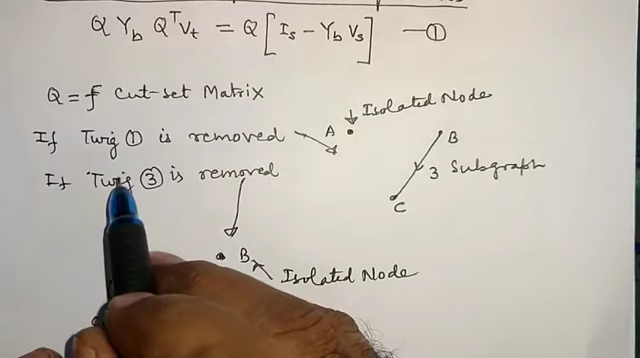 Q Y_b Q^T V_t = Q [ I_s - Y_b V_s ] — ①
Q = f Cut-set Matrix
Isolated Node
If Twig ① is removed
A
B
If Twig ③ is removed
3 Subgraph
C
B
Isolated Node